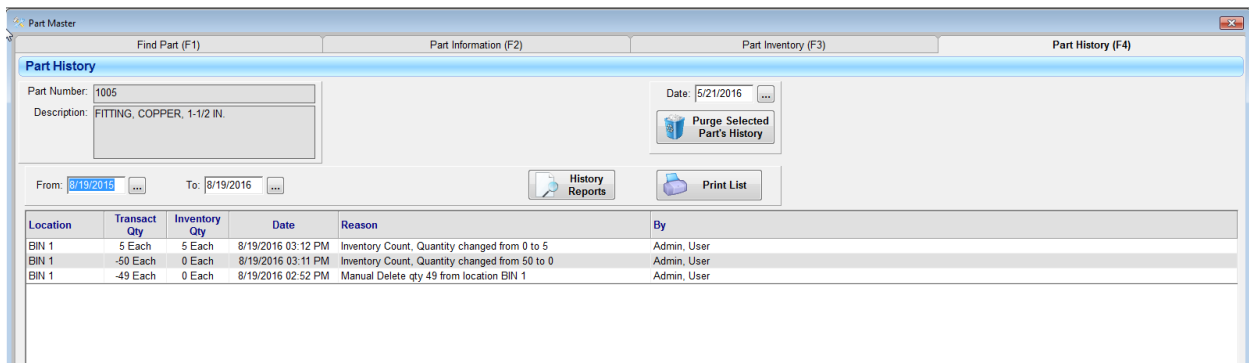 Part Master
Find Part (F1) Part Information (F2) Part Inventory (F3) Part History (F4)
Part History
Part Number: 1005
Description: FITTING, COPPER, 1-1/2 IN.
Date: 5/21/2016 ...
Purge Selected
Part's History
From: 8/19/2015 ... To: 8/19/2016 ...
History
Reports
Print List
Location Transact Qty Inventory Qty Date Reason By
BIN 1 5 Each 5 Each 8/19/2016 03:12 PM Inventory Count, Quantity changed from 0 to 5 Admin, User
BIN 1 -50 Each 0 Each 8/19/2016 03:11 PM Inventory Count, Quantity changed from 50 to 0 Admin, User
BIN 1 -49 Each 0 Each 8/19/2016 02:52 PM Manual Delete qty 49 from location BIN 1 Admin, User